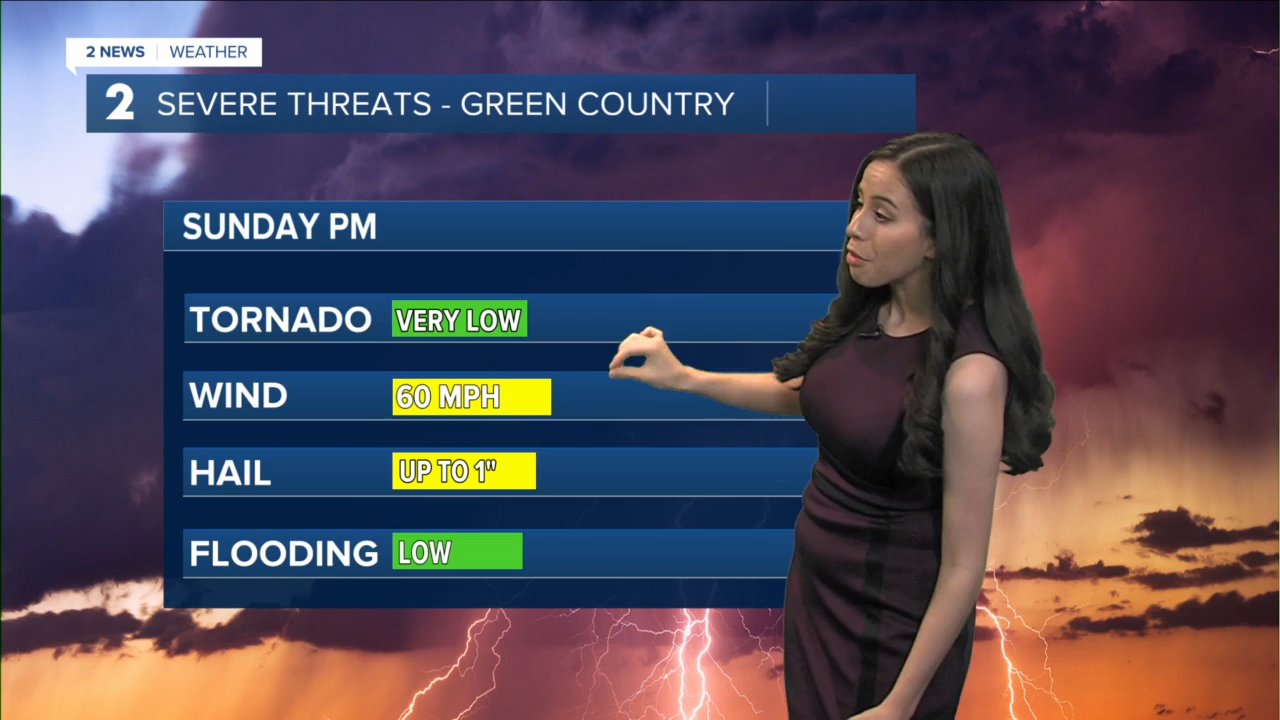 2 NEWS | WEATHER
2 SEVERE THREATS - GREEN COUNTRY
SUNDAY PM
TORNADO VERY LOW
WIND 60 MPH
HAIL UP TO 1"
FLOODING LOW